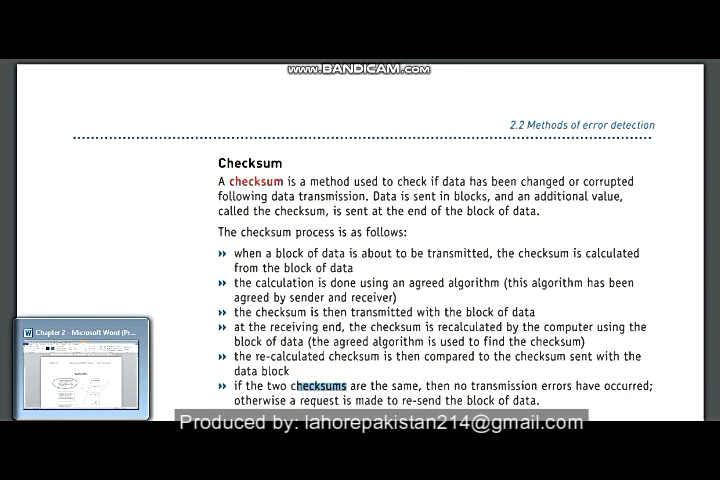 www.BANDICAM.com
2.2 Methods of error detection
Checksum
A checksum is a method used to check if data has been changed or corrupted
following data transmission. Data is sent in blocks, and an additional value,
called the checksum, is sent at the end of the block of data.
The checksum process is as follows:
» when a block of data is about to be transmitted, the checksum is calculated
from the block of data
» the calculation is done using an agreed algorithm (this algorithm has been
agreed by sender and receiver)
» the checksum is then transmitted with the block of data
» at the receiving end, the checksum is recalculated by the computer using the
block of data (the agreed algorithm is used to find the checksum)
» the re-calculated checksum is then compared to the checksum sent with the
data block
» if the two checksums are the same, then no transmission errors have occurred;
otherwise a request is made to re-send the block of data.
Chapter 2 - Microsoft Word (Pr...
Produced by: lahorepakistan214@gmail.com